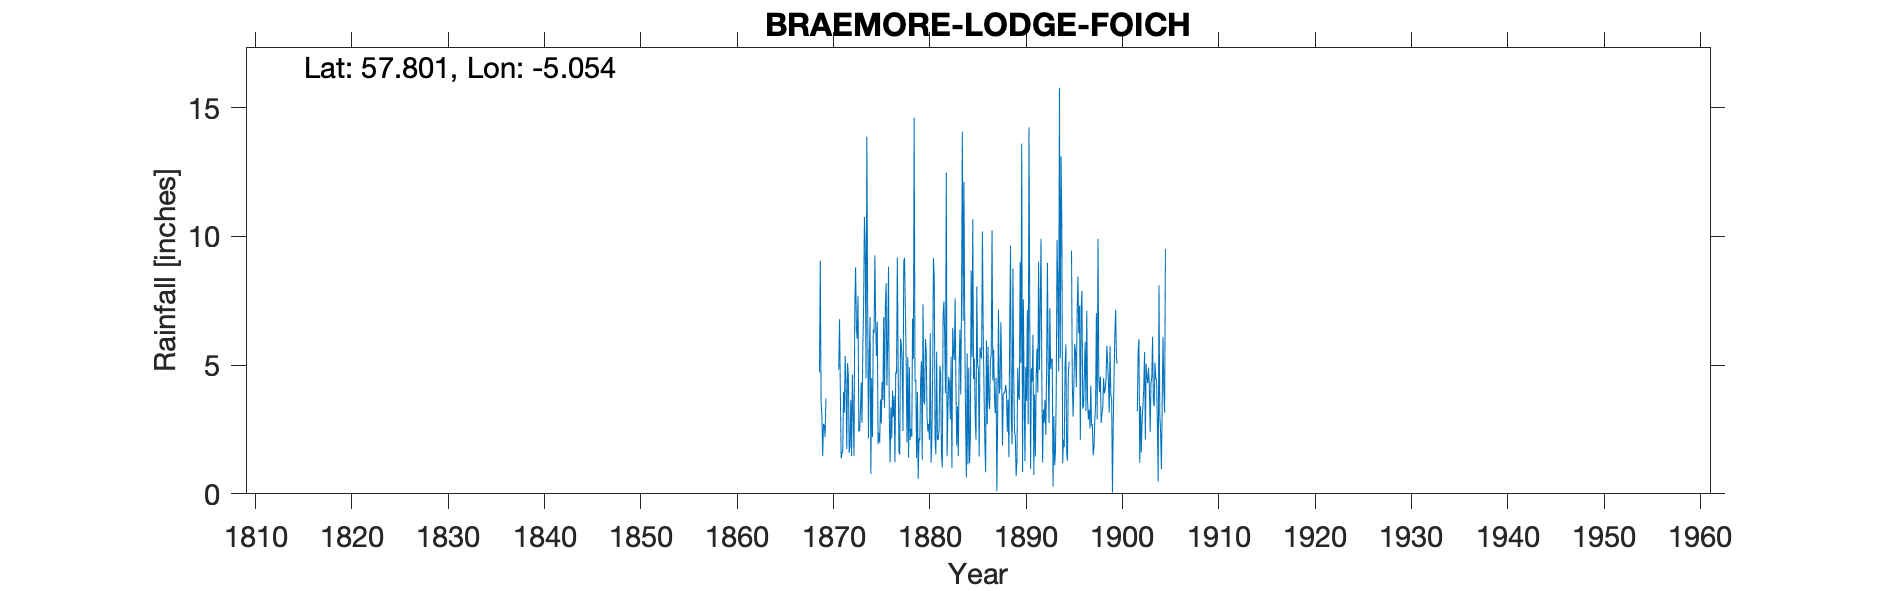 BRAEMORE-LODGE-FOICH
Lat: 57.801, Lon: -5.054
15
10
5
0
Rainfall [inches]
1810 1820 1830 1840 1850 1860 1870 1880 1890 1900 1910 1920 1930 1940 1950 1960
Year